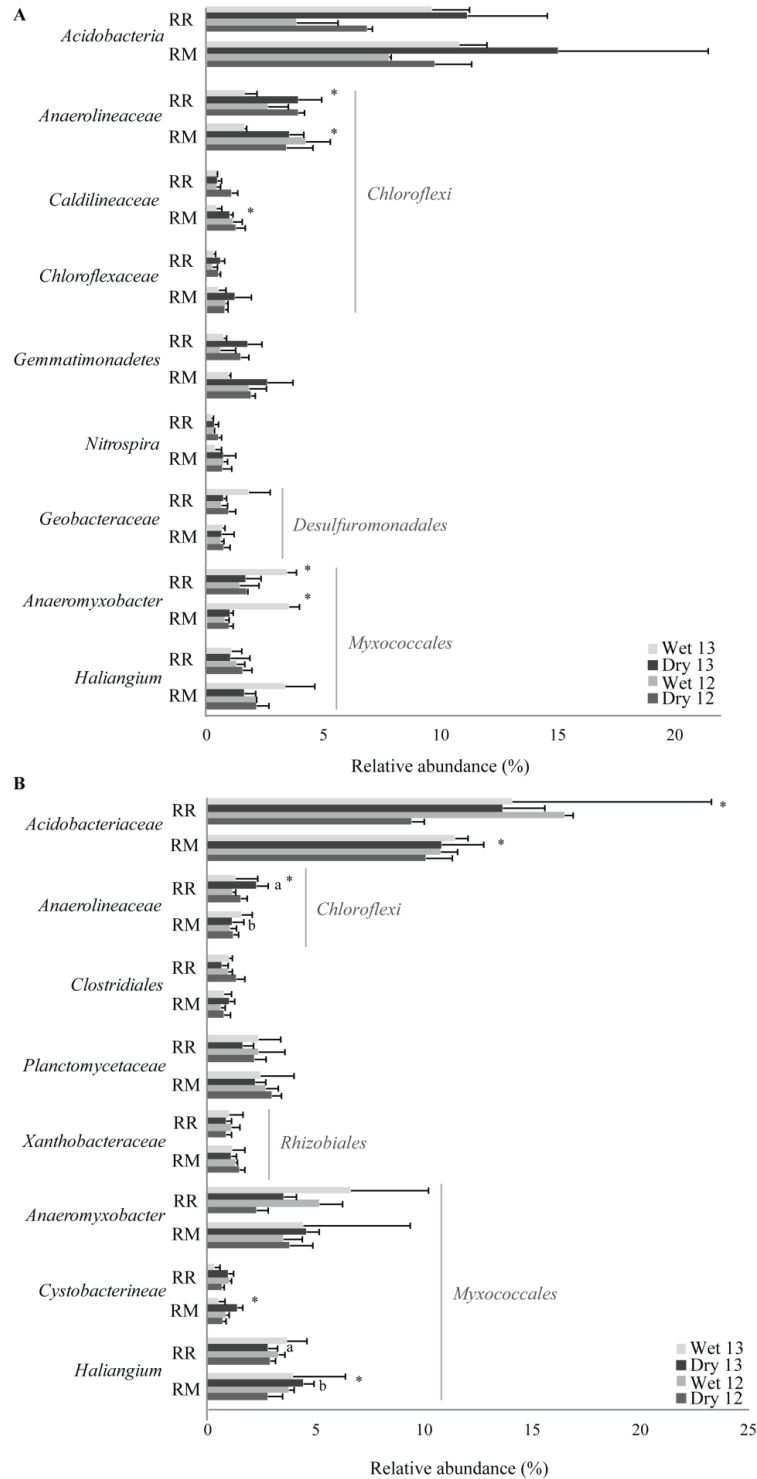 A
Acidobacteria
RR
RM
Anaerolineaceae
RR
*
RM
*
Chloroflexi
Caldilineaceae
RR
RM
*
Chloroflexaceae
RR
RM
Gemmatimonadetes
RR
RM
Nitrospira
RR
RM
Geobacteraceae
RR
RM
Desulfuromonadales
Anaeromyxobacter
RR
*
RM
*
Myxococcales
Haliangium
RR
RM
Wet 13
Dry 13
Wet 12
Dry 12
0 5 10 15 20
Relative abundance (%)
B
Acidobacteriaceae
RR
*
RM
*
Anaerolineaceae
RR
a *
RM
b
Chloroflexi
Clostridiales
RR
RM
Planctomycetaceae
RR
RM
Xanthobacteraceae
RR
RM
Rhizobiales
Anaeromyxobacter
RR
RM
Cystobacterineae
RR
RM
*
Myxococcales
Haliangium
RR
a
RM
*
b
Wet 13
Dry 13
Wet 12
Dry 12
0 5 10 15 20 25
Relative abundance (%)